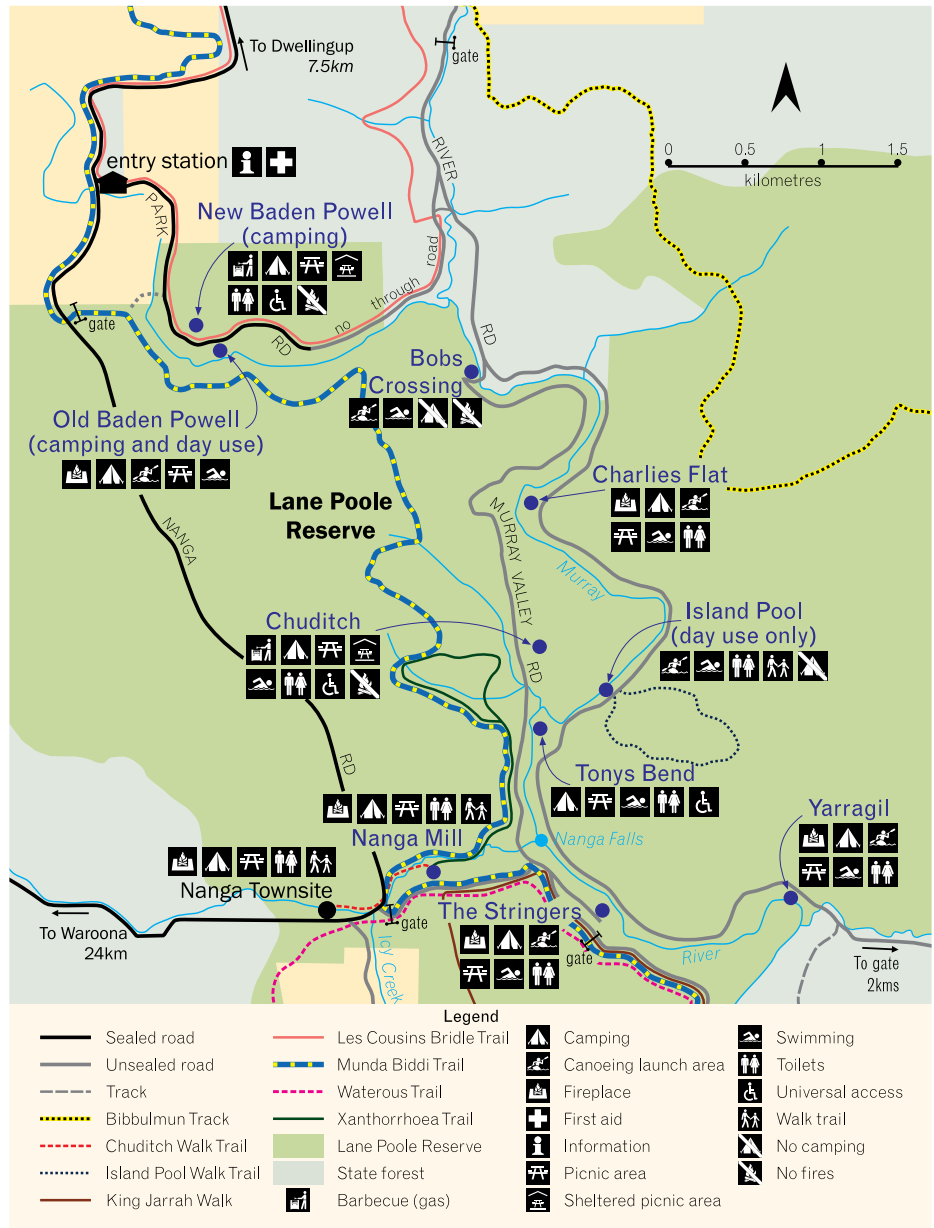 To Dwellingup
7.5km
gate
RIVER
0 0.5 1 1.5
kilometres
entry station
PARK
New Baden Powell
(camping)
road
through
no
gate
RD
RD
Bobs
Crossing
Old Baden Powell
(camping and day use)
Charlies Flat
Lane Poole
Reserve
NANGA
MURRAY VALLEY
Murray
Chuditch
Island Pool
(day use only)
RD
RD
Tonys Bend
Yarragil
Nanga Mill
Nanga Falls
Nanga Townsite
The Stringers
gate
To Waroona
24km
Icy Creek
gate
River
To gate
2kms
Legend
Sealed road
Unsealed road
Track
Bibbulmun Track
Chuditch Walk Trail
Island Pool Walk Trail
King Jarrah Walk
Les Cousins Bridle Trail
Munda Biddi Trail
Waterous Trail
Xanthorrhoea Trail
Lane Poole Reserve
State forest
Barbecue (gas)
Camping
Canoeing launch area
Fireplace
First aid
Information
Picnic area
Sheltered picnic area
Swimming
Toilets
Universal access
Walk trail
No camping
No fires